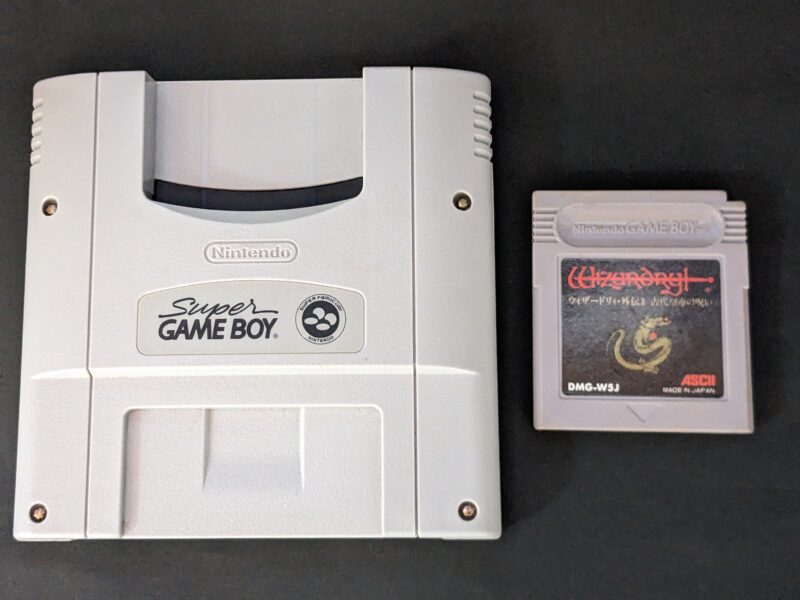 Nintendo
Super
GAME BOY®
SUPER FAMICOM
NINTENDO
Nintendo GAME BOY
Wizardry
ウィザードリィ・外伝Ⅱ 古代皇帝の呪い
DMG-W5J
ASCII
MADE IN JAPAN